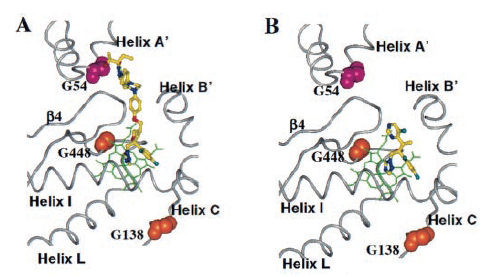 A
Helix A’
G54
Helix B’
β4
G448
Helix I
Helix C
G138
Helix L
B
Helix A’
G54
Helix B’
β4
G448
Helix I
Helix C
G138
Helix L